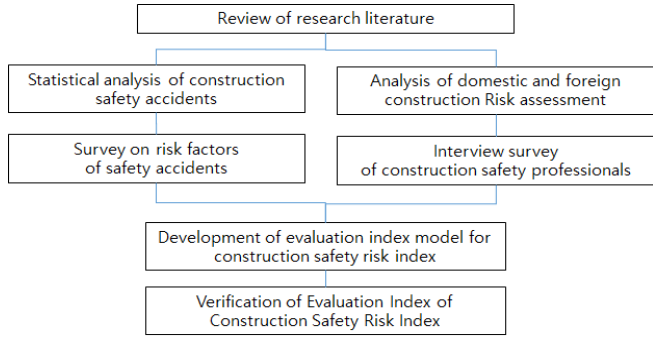 Review of research literature
Statistical analysis of construction
safety accidents
Analysis of domestic and foreign
construction Risk assessment
Survey on risk factors
of safety accidents
Interview survey
of construction safety professionals
Development of evaluation index model for
construction safety risk index
Verification of Evaluation Index of
Construction Safety Risk Index